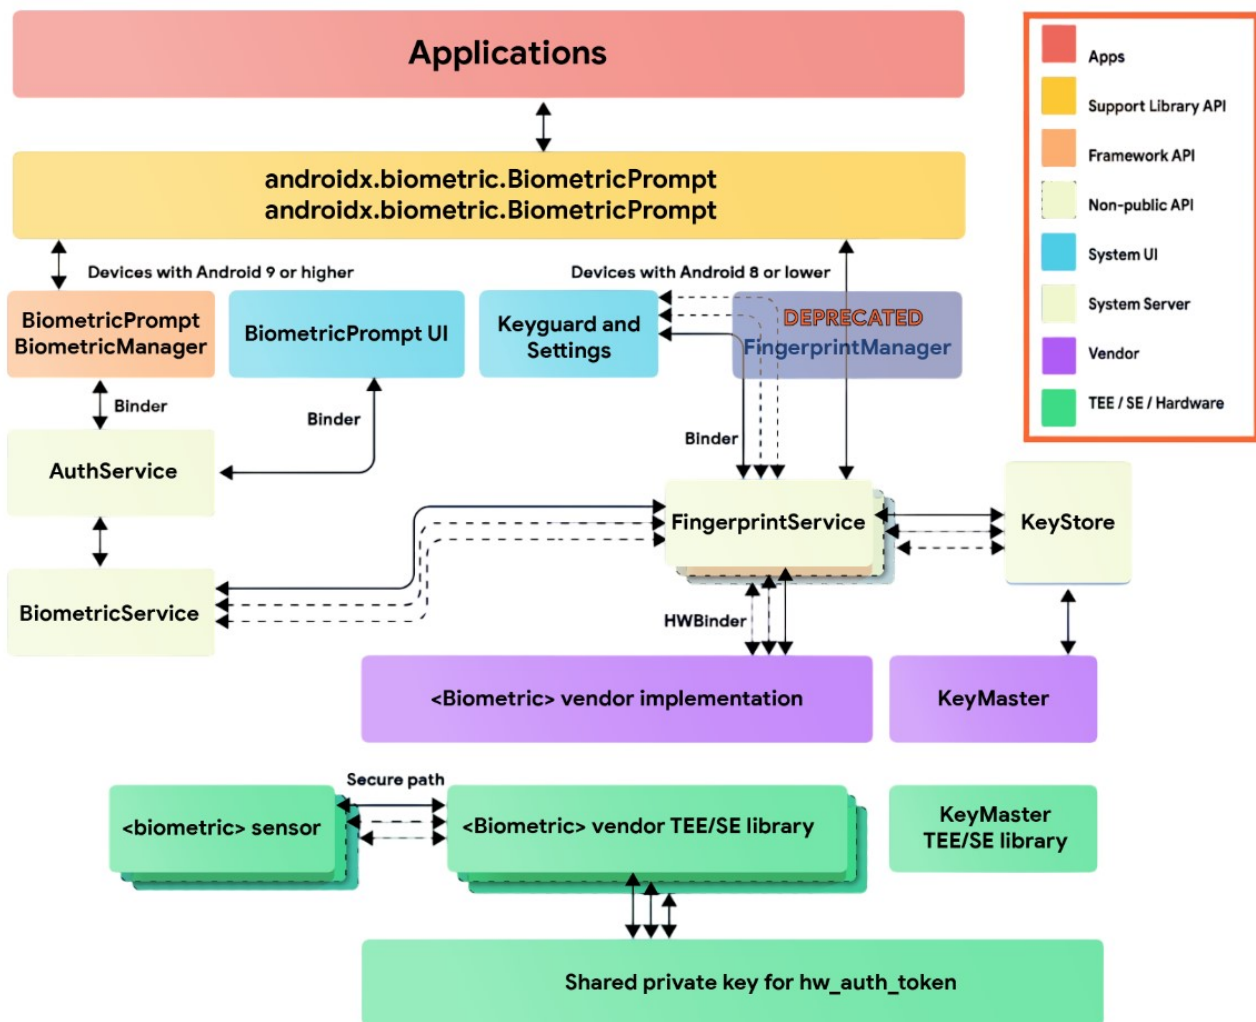 Applications
androidx.biometric.BiometricPrompt
androidx.biometric.BiometricPrompt
Devices with Android 9 or higher
Devices with Android 8 or lower
BiometricPrompt
BiometricManager
BiometricPrompt UI
Keyguard and
Settings
DEPRECATED
FingerprintManager
Binder
Binder
Binder
AuthService
FingerprintService
KeyStore
BiometricService
HWBinder
<Biometric> vendor implementation
KeyMaster
Secure path
<biometric> sensor
<Biometric> vendor TEE/SE library
KeyMaster
TEE/SE library
Shared private key for hw_auth_token
Apps
Support Library API
Framework API
Non-public API
System UI
System Server
Vendor
TEE / SE / Hardware